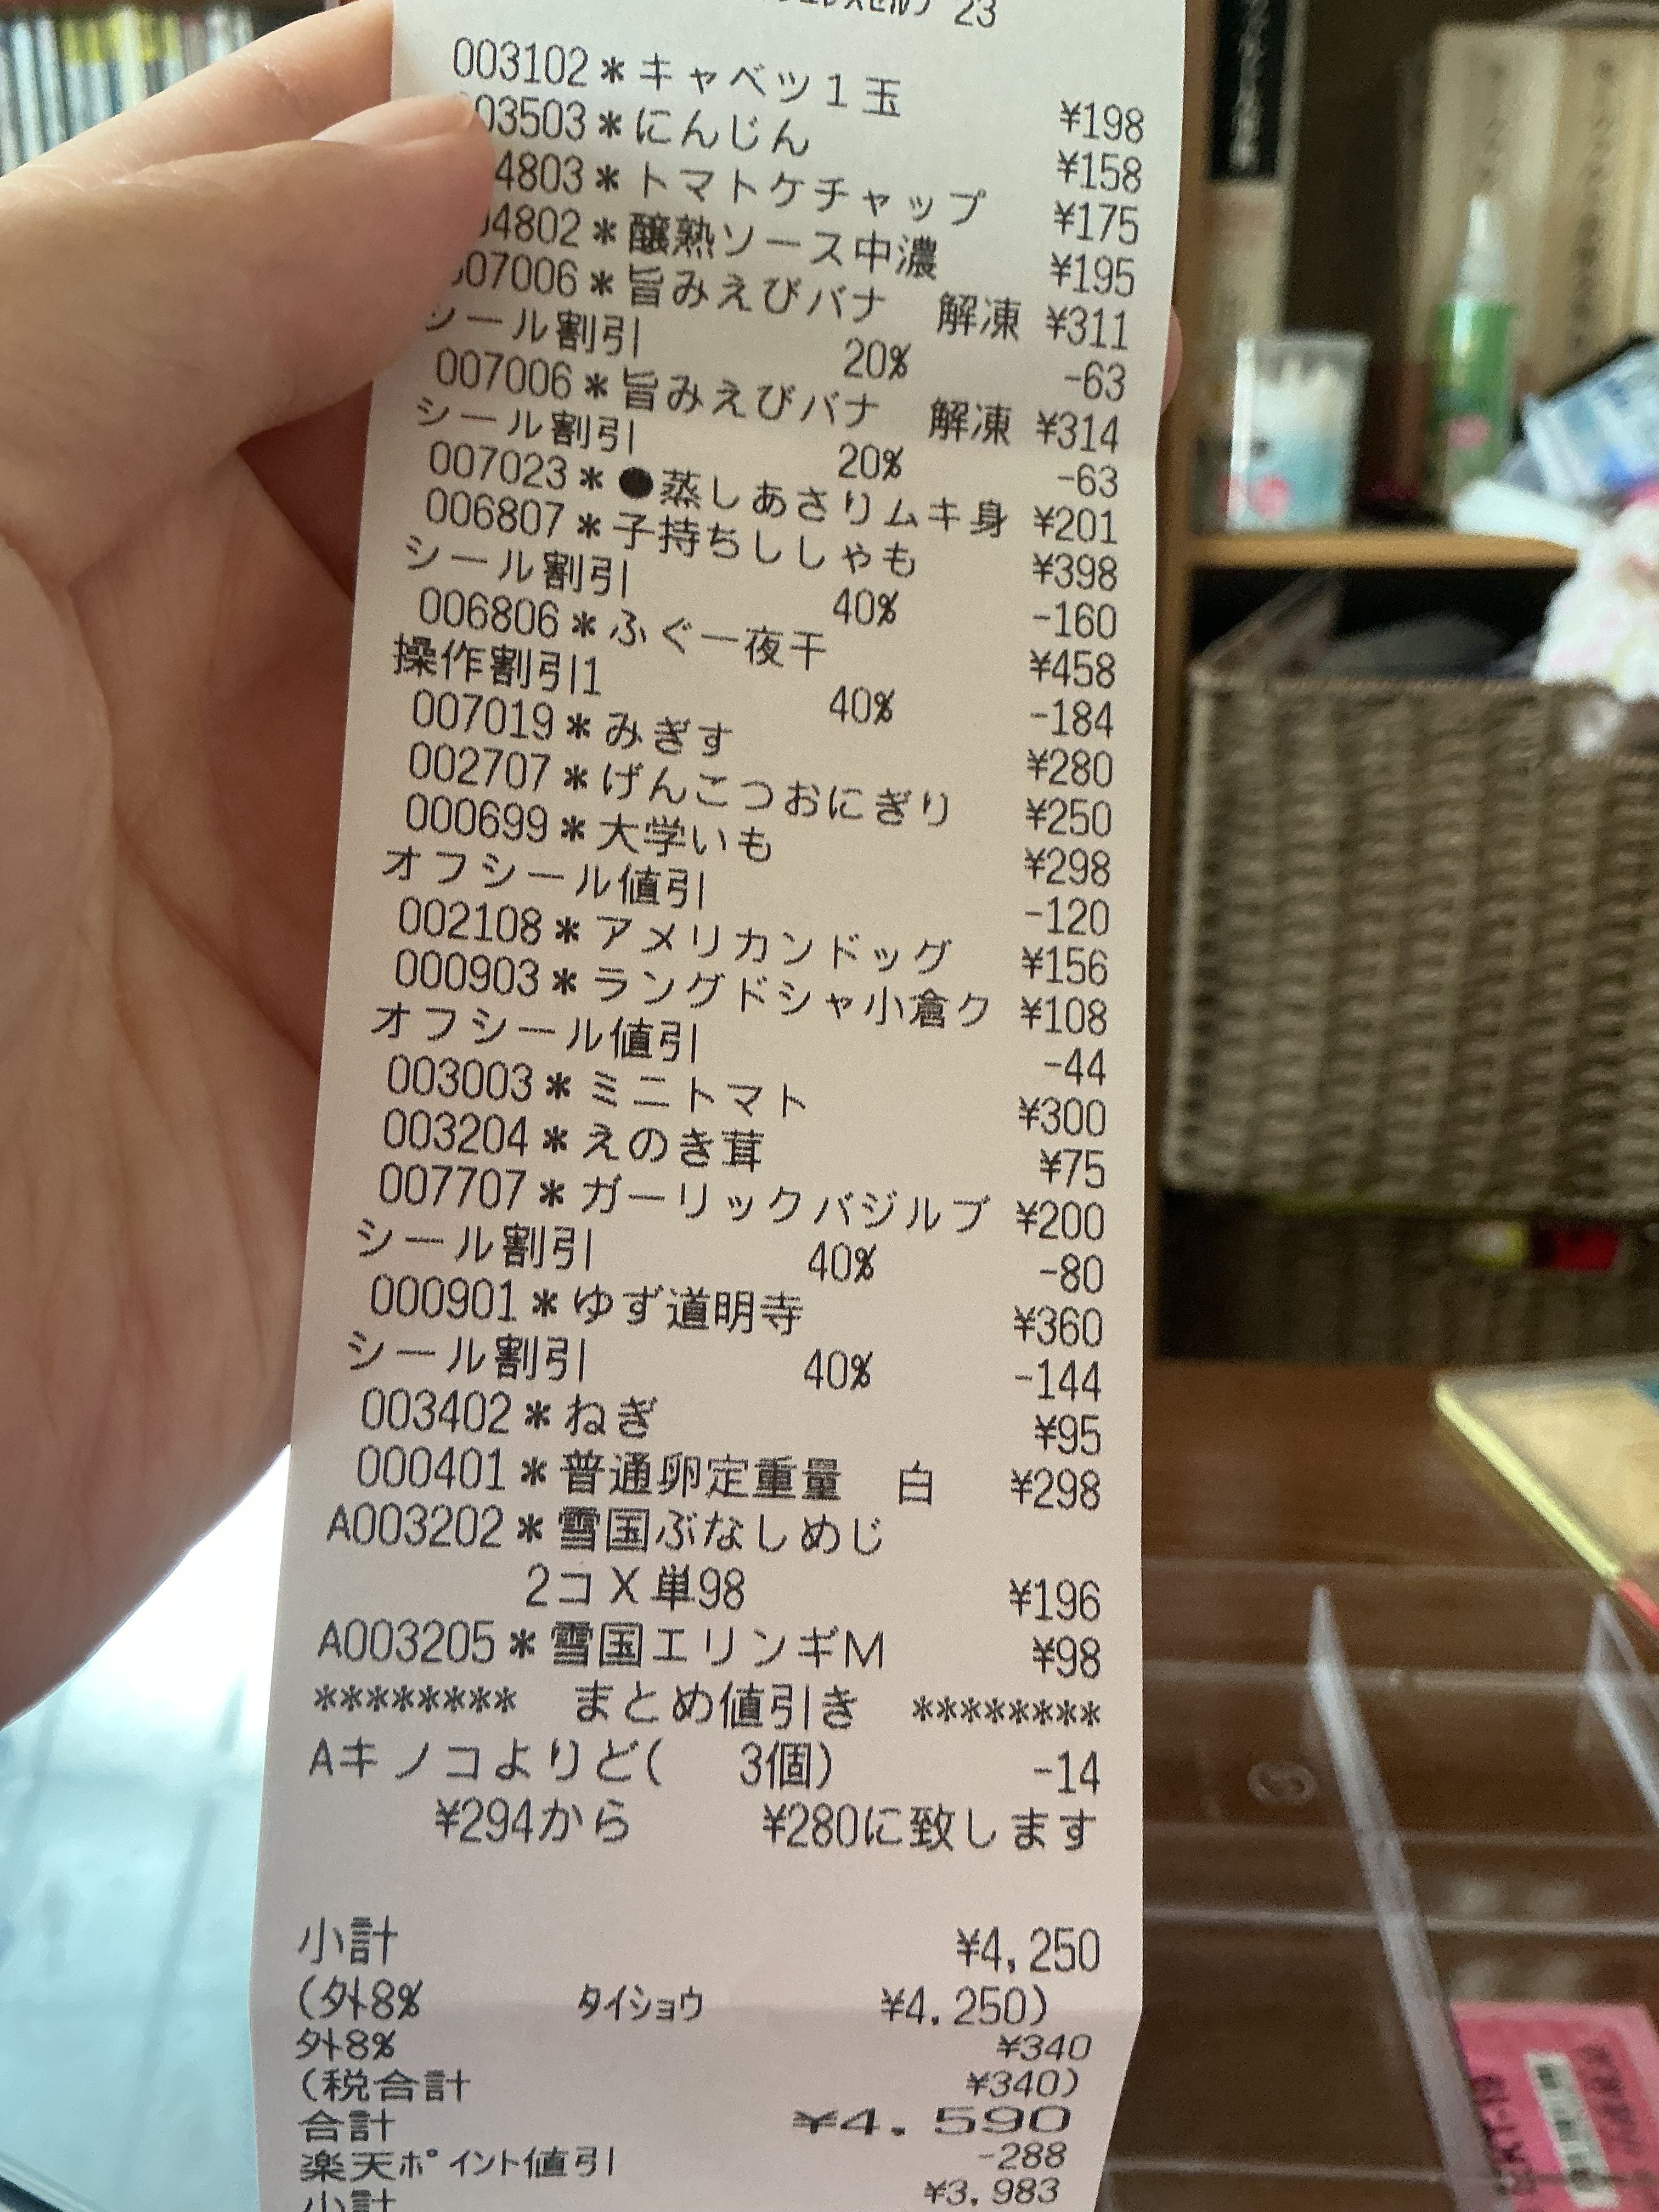 23
003102*キャベツ1玉 ¥198
03503*にんじん ¥158
4803*トマトケチャップ ¥175
4802*醸熟ソース中濃 ¥195
07006*旨みえびバナ 解凍 ¥311
シール割引 20% -63
007006*旨みえびバナ 解凍 ¥314
シール割引 20% -63
007023*●蒸しあさりムキ身 ¥201
006807*子持ちししゃも ¥398
シール割引 40% -160
006806*ふぐ一夜干 ¥458
操作割引1 40% -184
007019*みぎす ¥280
002707*げんこつおにぎり ¥250
000699*大学いも ¥298
オフシール値引 -120
002108*アメリカンドッグ ¥156
000903*ラングドシャ小倉ク ¥108
オフシール値引 -44
003003*ミニトマト ¥300
003204*えのき茸 ¥75
007707*ガーリックバジルブ ¥200
シール割引 40% -80
000901*ゆず道明寺 ¥360
シール割引 40% -144
003402*ねぎ ¥95
000401*普通卵定重量 白 ¥298
A003202*雪国ぶなしめじ
2コX単98 ¥196
A003205*雪国エリンギM ¥98
******** まとめ値引き ********
Aキノコよりど( 3個) -14
¥294から ¥280に致します
小計 ¥4,250
(外8% タイショウ ¥4,250)
外8% ¥340
(税合計 ¥340)
合計 ¥4,590
楽天ポイント値引 -288
小計 ¥3,983